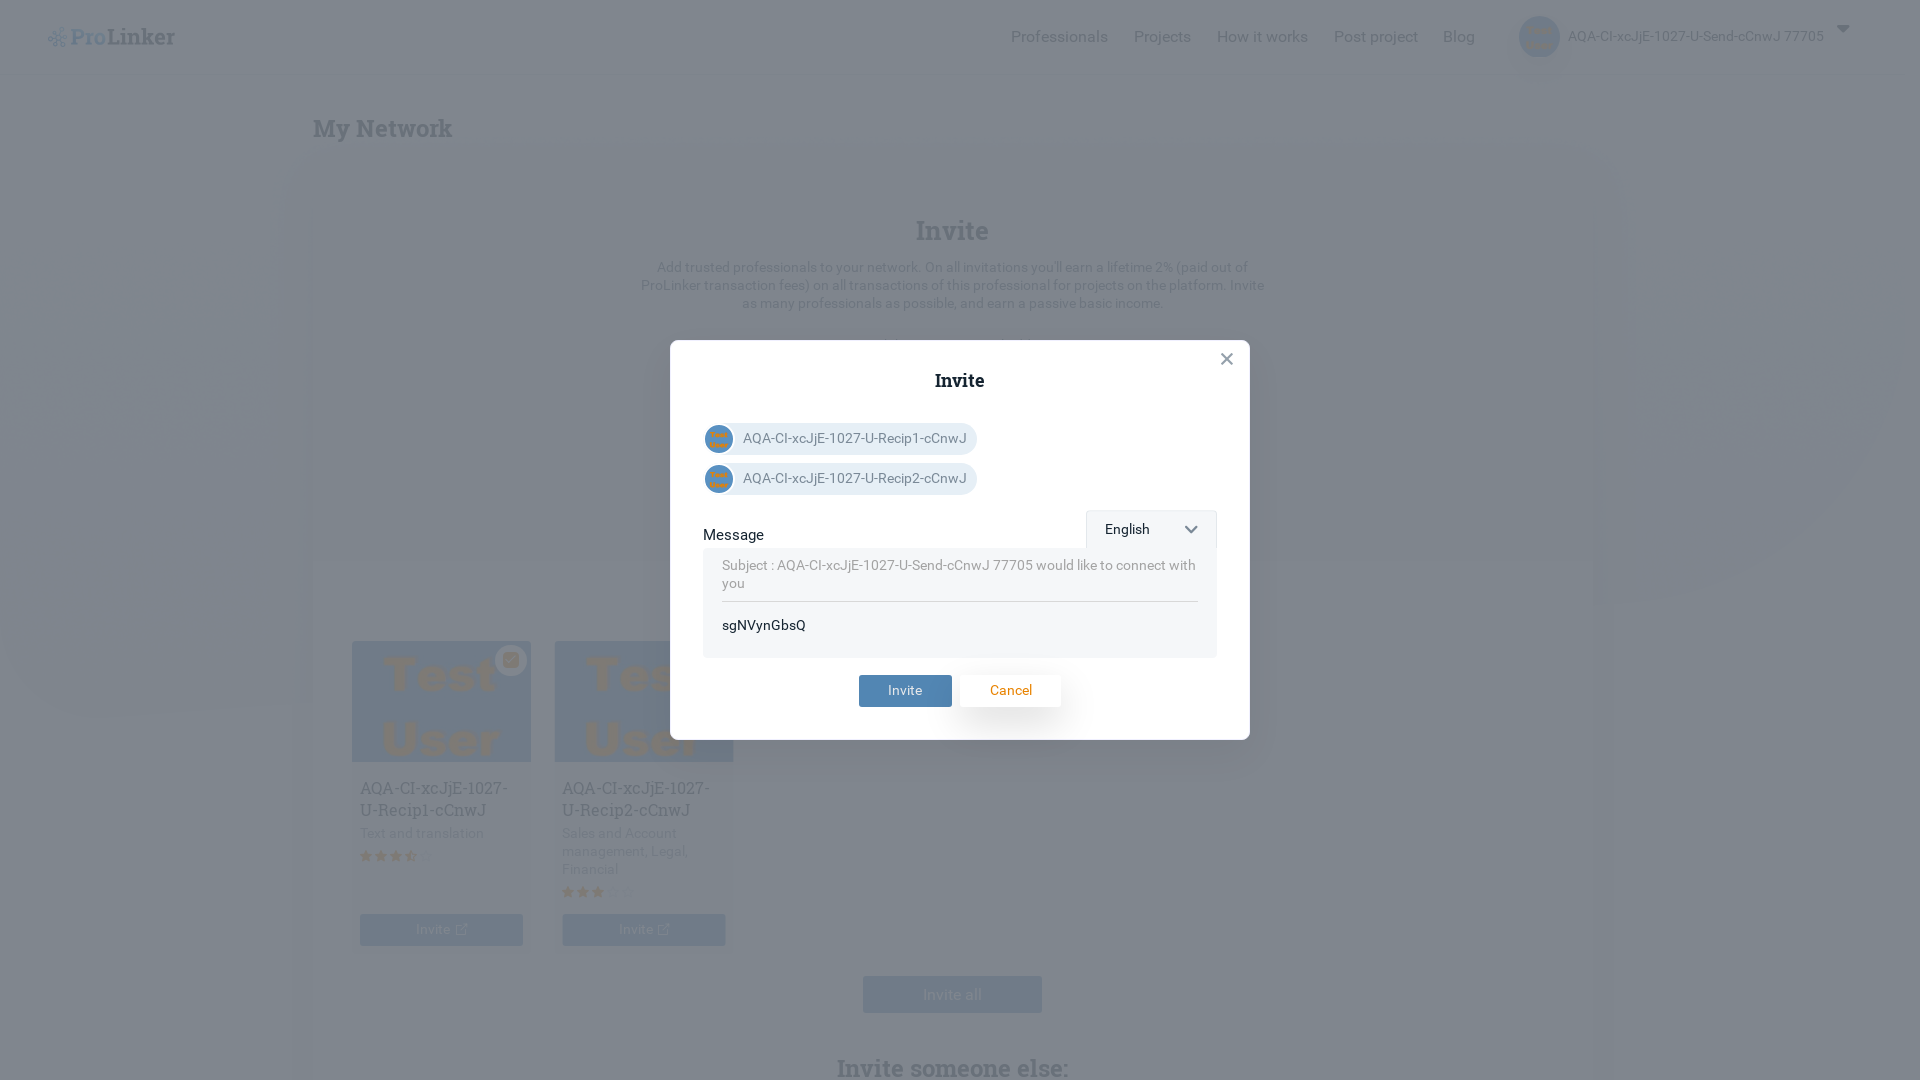 ProLinker
Professionals
Projects
How it works
Post project
Blog
AQA-CI-xcJjE-1027-U-Send-cCnwJ 77705
My Network
Invite
Add trusted professionals to your network. On all invitations you'll earn a lifetime 2% (paid out of
ProLinker transaction fees) on all transactions of this professional for projects on the platform. Invite
as many professionals as possible, and earn a passive basic income.
Invite
Test
User
AQA-CI-xcJjE-1027-U-Recip1-cCnwJ
Test
User
AQA-CI-xcJjE-1027-U-Recip2-cCnwJ
Message
English
Subject : AQA-CI-xcJjE-1027-U-Send-cCnwJ 77705 would like to connect with
you
sgNVynGbsQ
Invite
Cancel
Test
User
AQA-CI-xcJjE-1027-
U-Recip1-cCnwJ
Text and translation
Invite
Test
User
AQA-CI-xcJjE-1027-
U-Recip2-cCnwJ
Sales and Account
management, Legal,
Financial
Invite
Invite all
Invite someone else: